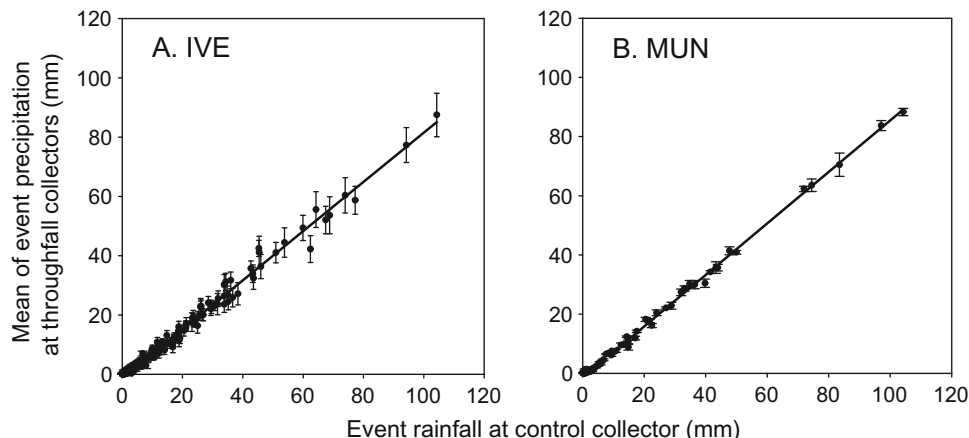 Mean of event precipitation
at throughfall collectors (mm)
A. IVE
120
100
80
60
40
20
0
0 20 40 60 80 100 120
B. MUN
120
100
80
60
40
20
0
0 20 40 60 80 100 120
Event rainfall at control collector (mm)